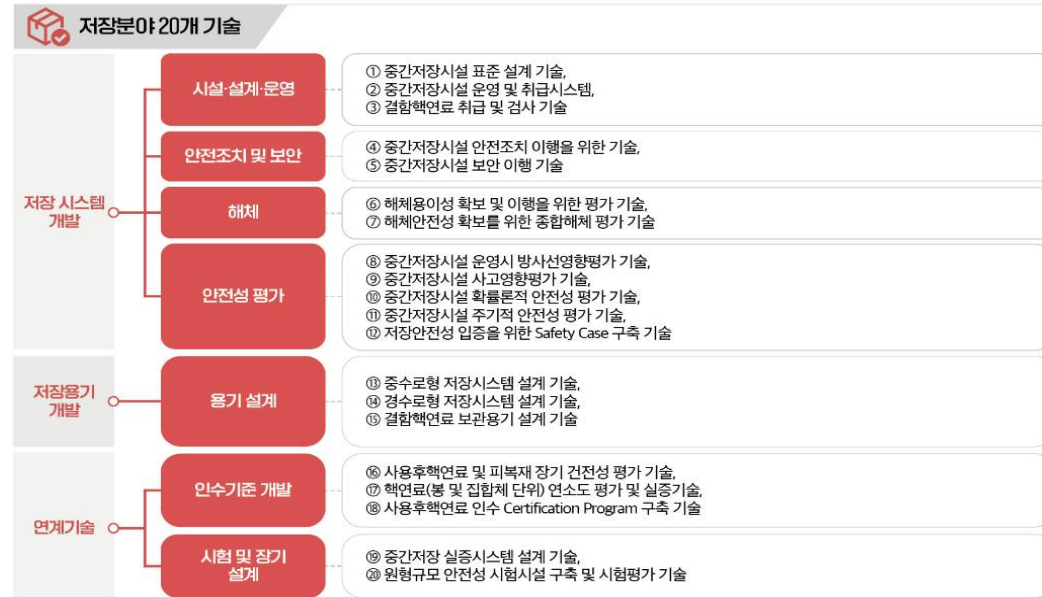 저장분야 20개 기술
저장 시스템
개발
시설·설계·운영
① 중간저장시설 표준 설계 기술,
② 중간저장시설 운영 및 취급시스템,
③ 결함핵연료 취급 및 검사 기술
안전조치 및 보안
④ 중간저장시설 안전조치 이행을 위한 기술,
⑤ 중간저장시설 보안 이행 기술
해체
⑥ 해체용이성 확보 및 이행을 위한 평가 기술,
⑦ 해체안전성 확보를 위한 종합해체 평가 기술
안전성 평가
⑧ 중간저장시설 운영시 방사선영향평가 기술,
⑨ 중간저장시설 사고영향평가 기술,
⑩ 중간저장시설 확률론적 안전성 평가 기술,
⑪ 중간저장시설 주기적 안전성 평가 기술,
⑫ 저장안전성 입증을 위한 Safety Case 구축 기술
저장용기
개발
용기 설계
⑬ 중수로형 저장시스템 설계 기술,
⑭ 경수로형 저장시스템 설계 기술,
⑮ 결함핵연료 보관용기 설계 기술
연계기술
인수기준 개발
⑯ 사용후핵연료 및 피복재 장기 건전성 평가 기술,
⑰ 핵연료(봉 및 집합체 단위) 연소도 평가 및 실증기술,
⑱ 사용후핵연료 인수 Certification Program 구축 기술
시험 및 장기
설계
⑲ 중간저장 실증시스템 설계 기술,
⑳ 원형규모 안전성 시험시설 구축 및 시험평가 기술